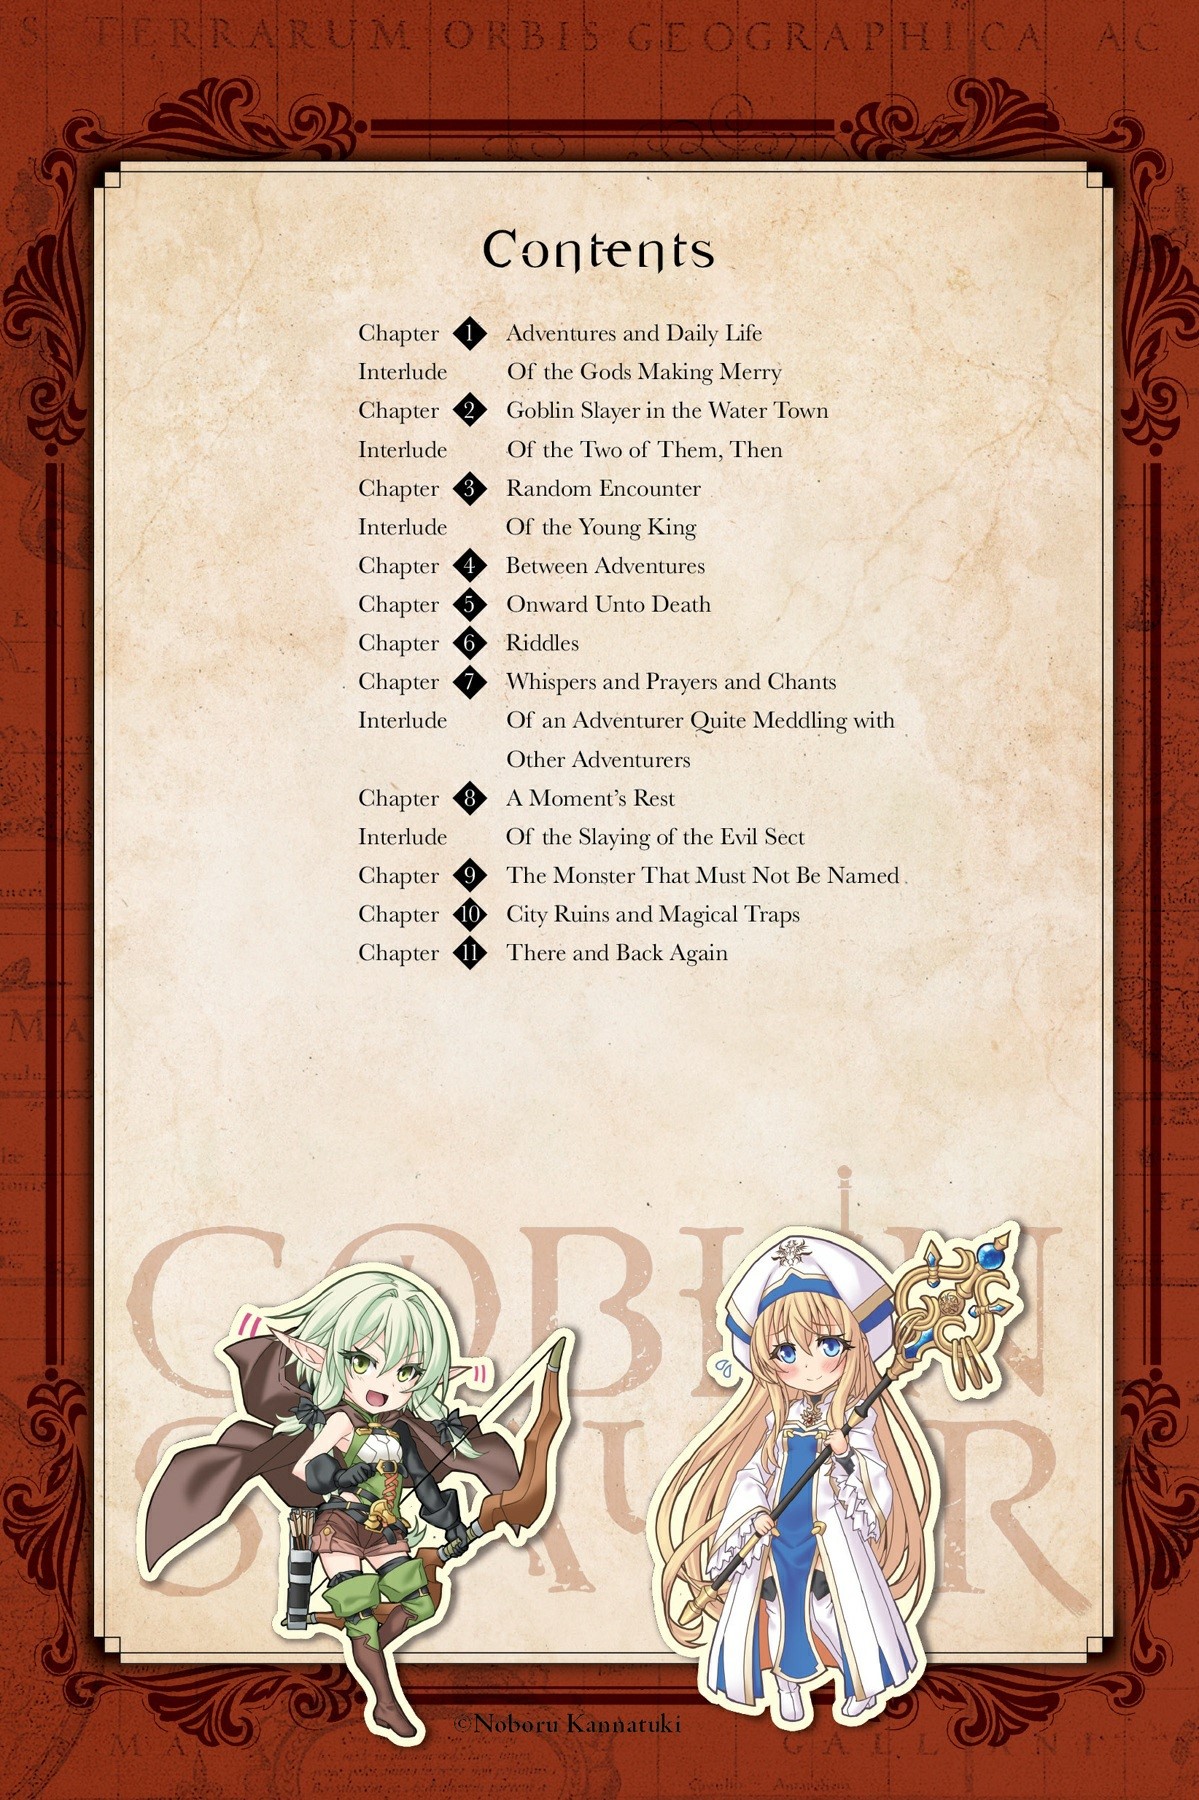 S TERRARUM ORBIS GEOGRAPHICA AC
Contents
Chapter 1 Adventures and Daily Life
Interlude Of the Gods Making Merry
Chapter 2 Goblin Slayer in the Water Town
Interlude Of the Two of Them, Then
Chapter 3 Random Encounter
Interlude Of the Young King
Chapter 4 Between Adventures
Chapter 5 Onward Unto Death
Chapter 6 Riddles
Chapter 7 Whispers and Prayers and Chants
Interlude Of an Adventurer Quite Meddling with
Other Adventurers
Chapter 8 A Moment's Rest
Interlude Of the Slaying of the Evil Sect
Chapter 9 The Monster That Must Not Be Named
Chapter 10 City Ruins and Magical Traps
Chapter 11 There and Back Again
GOBLIN
SLAYER
©Noboru Kannatuki